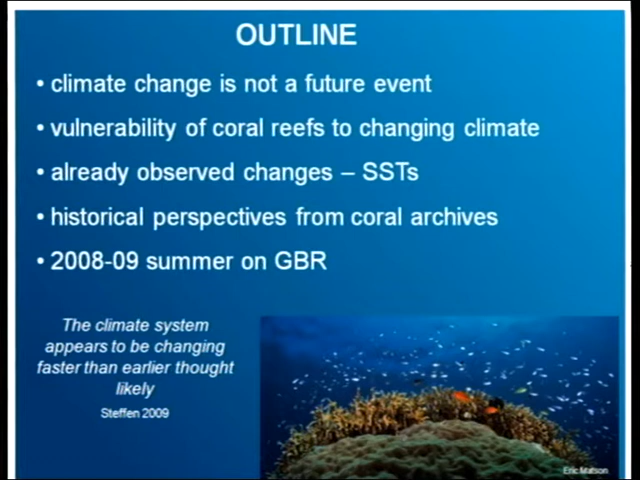 OUTLINE
• climate change is not a future event
• vulnerability of coral reefs to changing climate
• already observed changes – SSTs
• historical perspectives from coral archives
• 2008-09 summer on GBR
The climate system
appears to be changing
faster than earlier thought
likely
Steffen 2009
Eric Matson